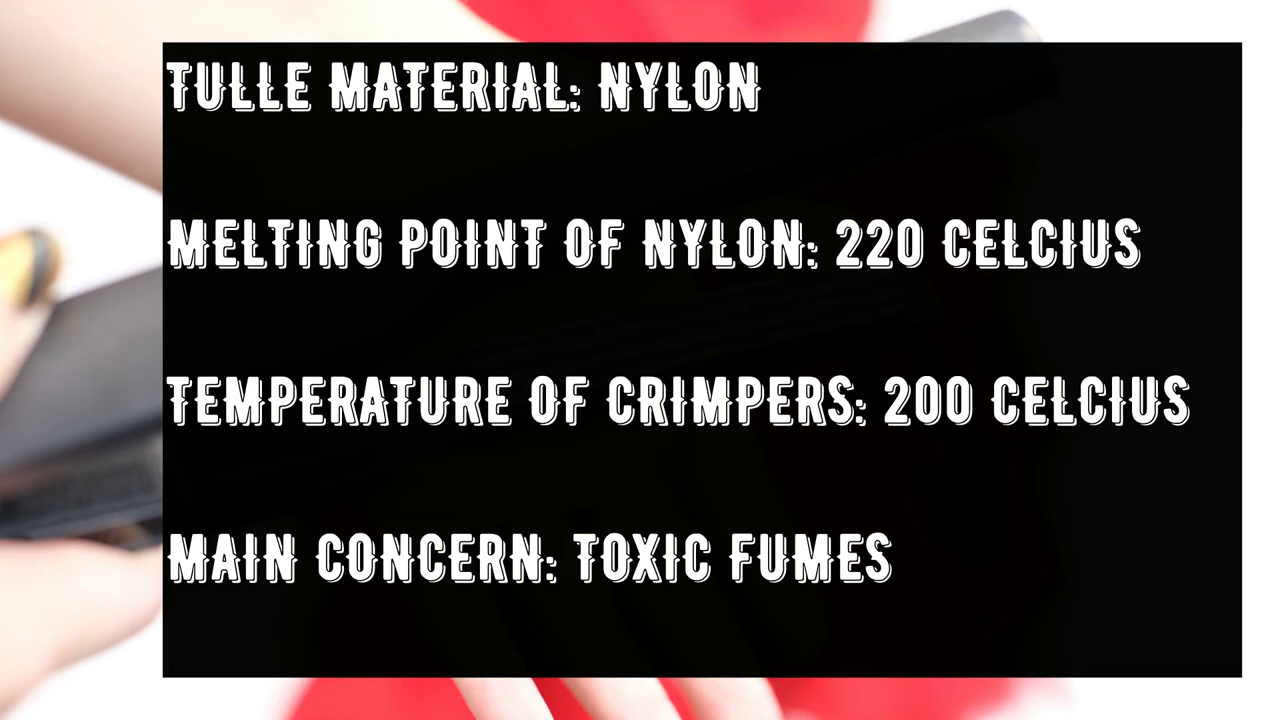 TULLE MATERIAL: NYLON
MELTING POINT OF NYLON: 220 CELCIUS
TEMPERATURE OF CRIMPERS: 200 CELCIUS
MAIN CONCERN: TOXIC FUMES